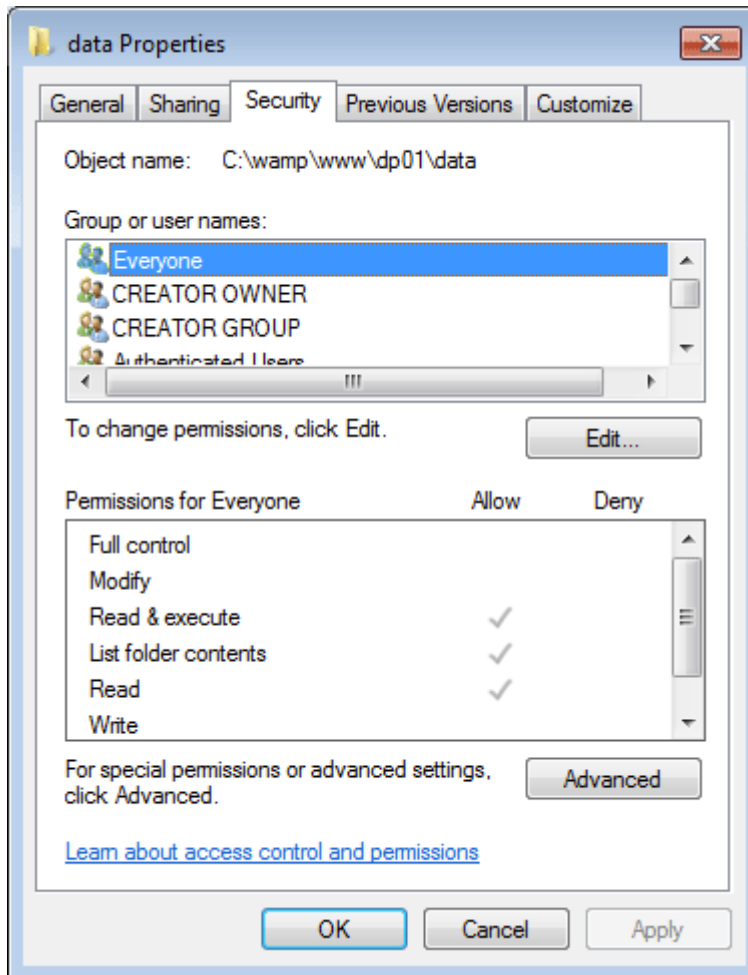 data Properties
General Sharing Security Previous Versions Customize
Object name: C:\wamp\www\dp01\data
Group or user names:
Everyone
CREATOR OWNER
CREATOR GROUP
Authenticated Users
To change permissions, click Edit.
Edit...
Permissions for Everyone Allow Deny
Full control
Modify
Read & execute
List folder contents
Read
Write
For special permissions or advanced settings,
click Advanced.
Advanced
Learn about access control and permissions
OK Cancel Apply